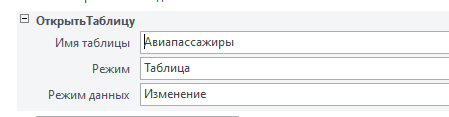 ОткрытьТаблицу
Имя таблицы Авиапассажиры
Режим Таблица
Режим данных Изменение